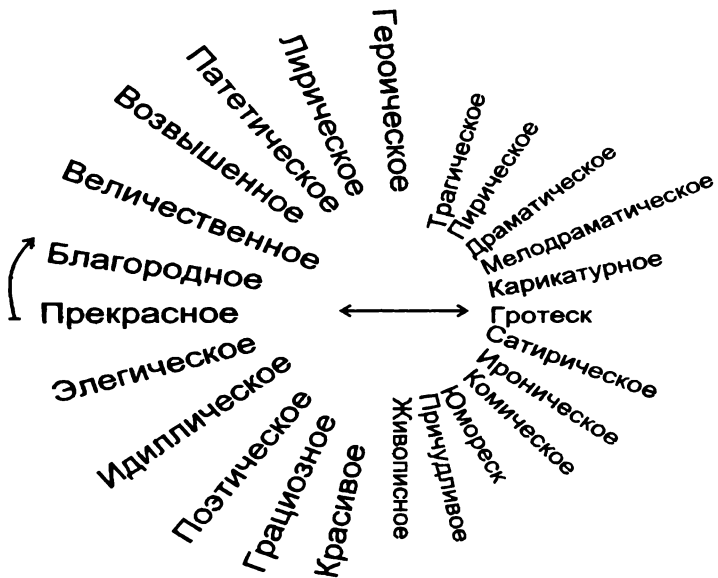 Прекрасное
Благородное
Величественное
Возвышенное
Патетическое
Лирическое
Героическое
Трагическое
Пирическое
Драматическое
Мелодраматическое
Карикатурное
Гротеск
Сатирическое
Ироническое
Комическое
Юмореск
Причудливое
Живописное
Красивое
Грациозное
Поэтическое
Идиллическое
Элегическое